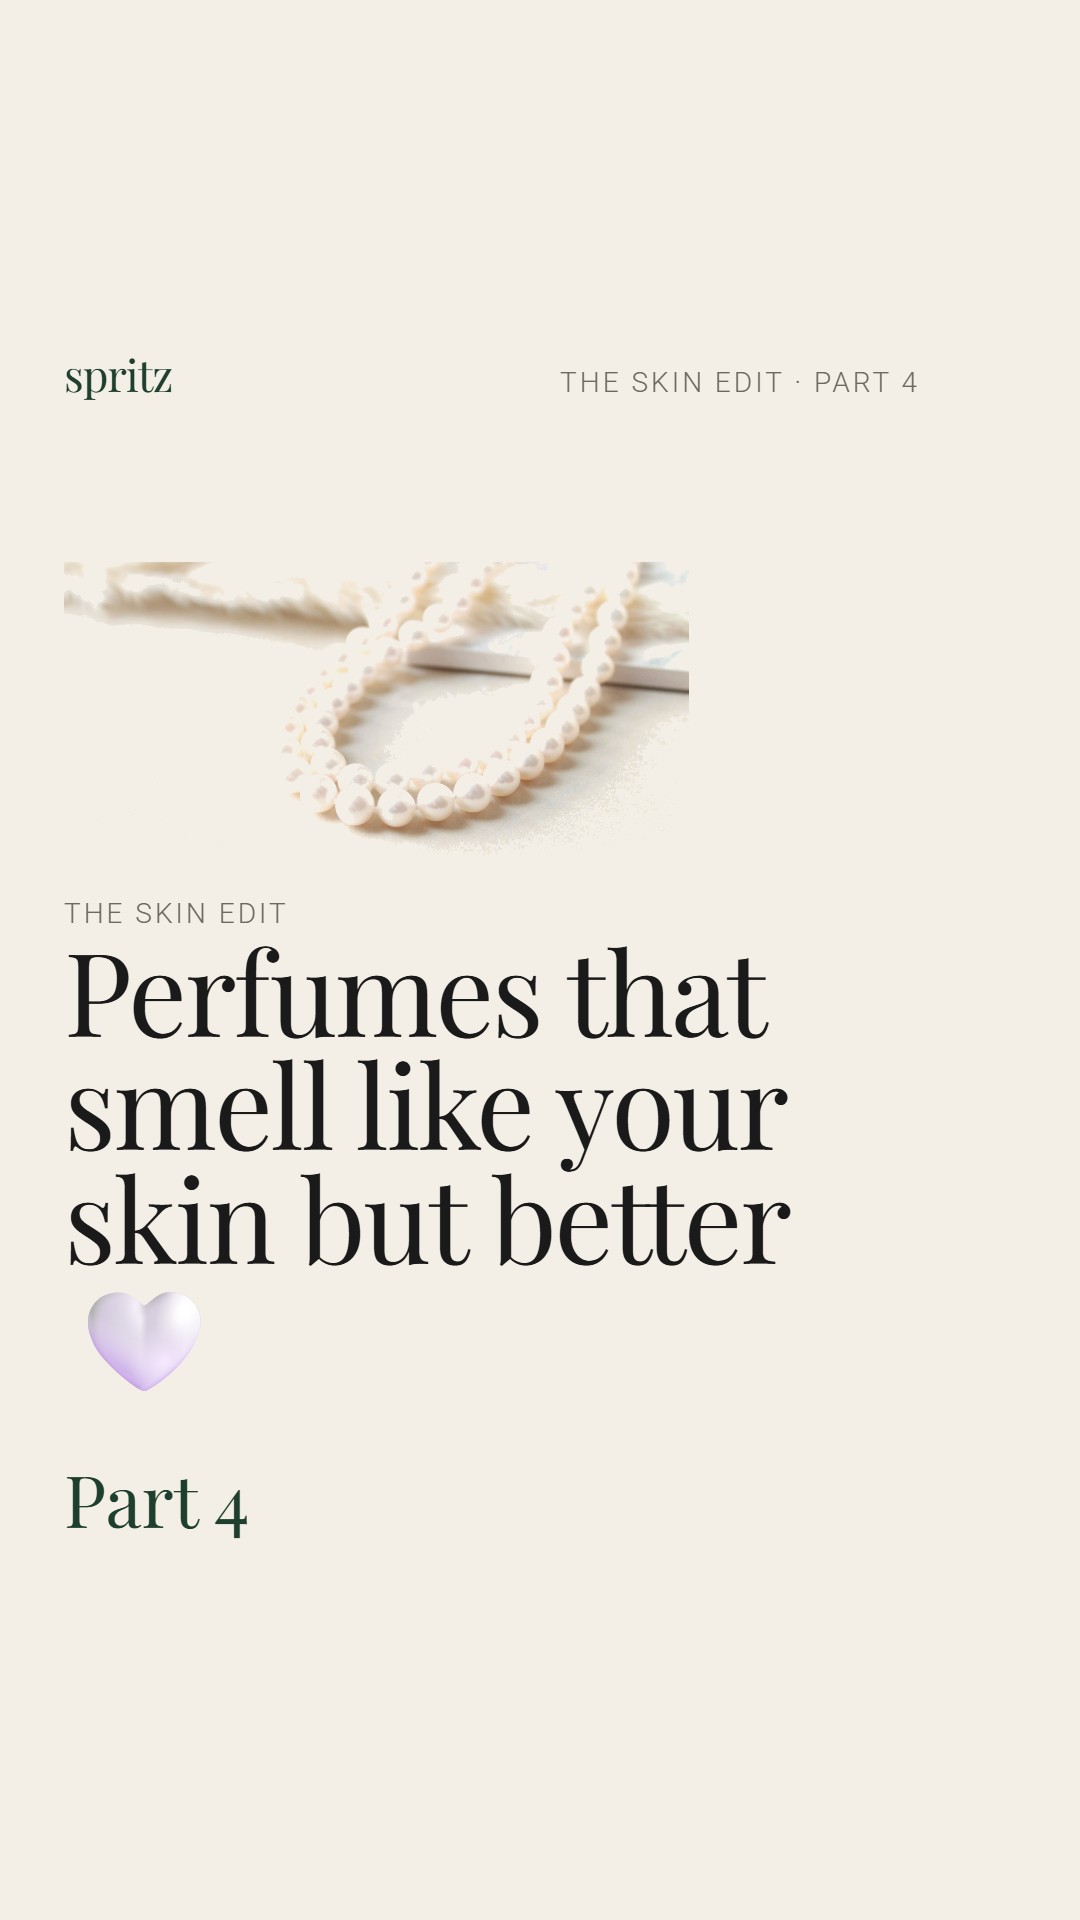 spritz
THE SKIN EDIT · PART 4
THE SKIN EDIT
Perfumes that
smell like your
skin but better
🤍
Part 4